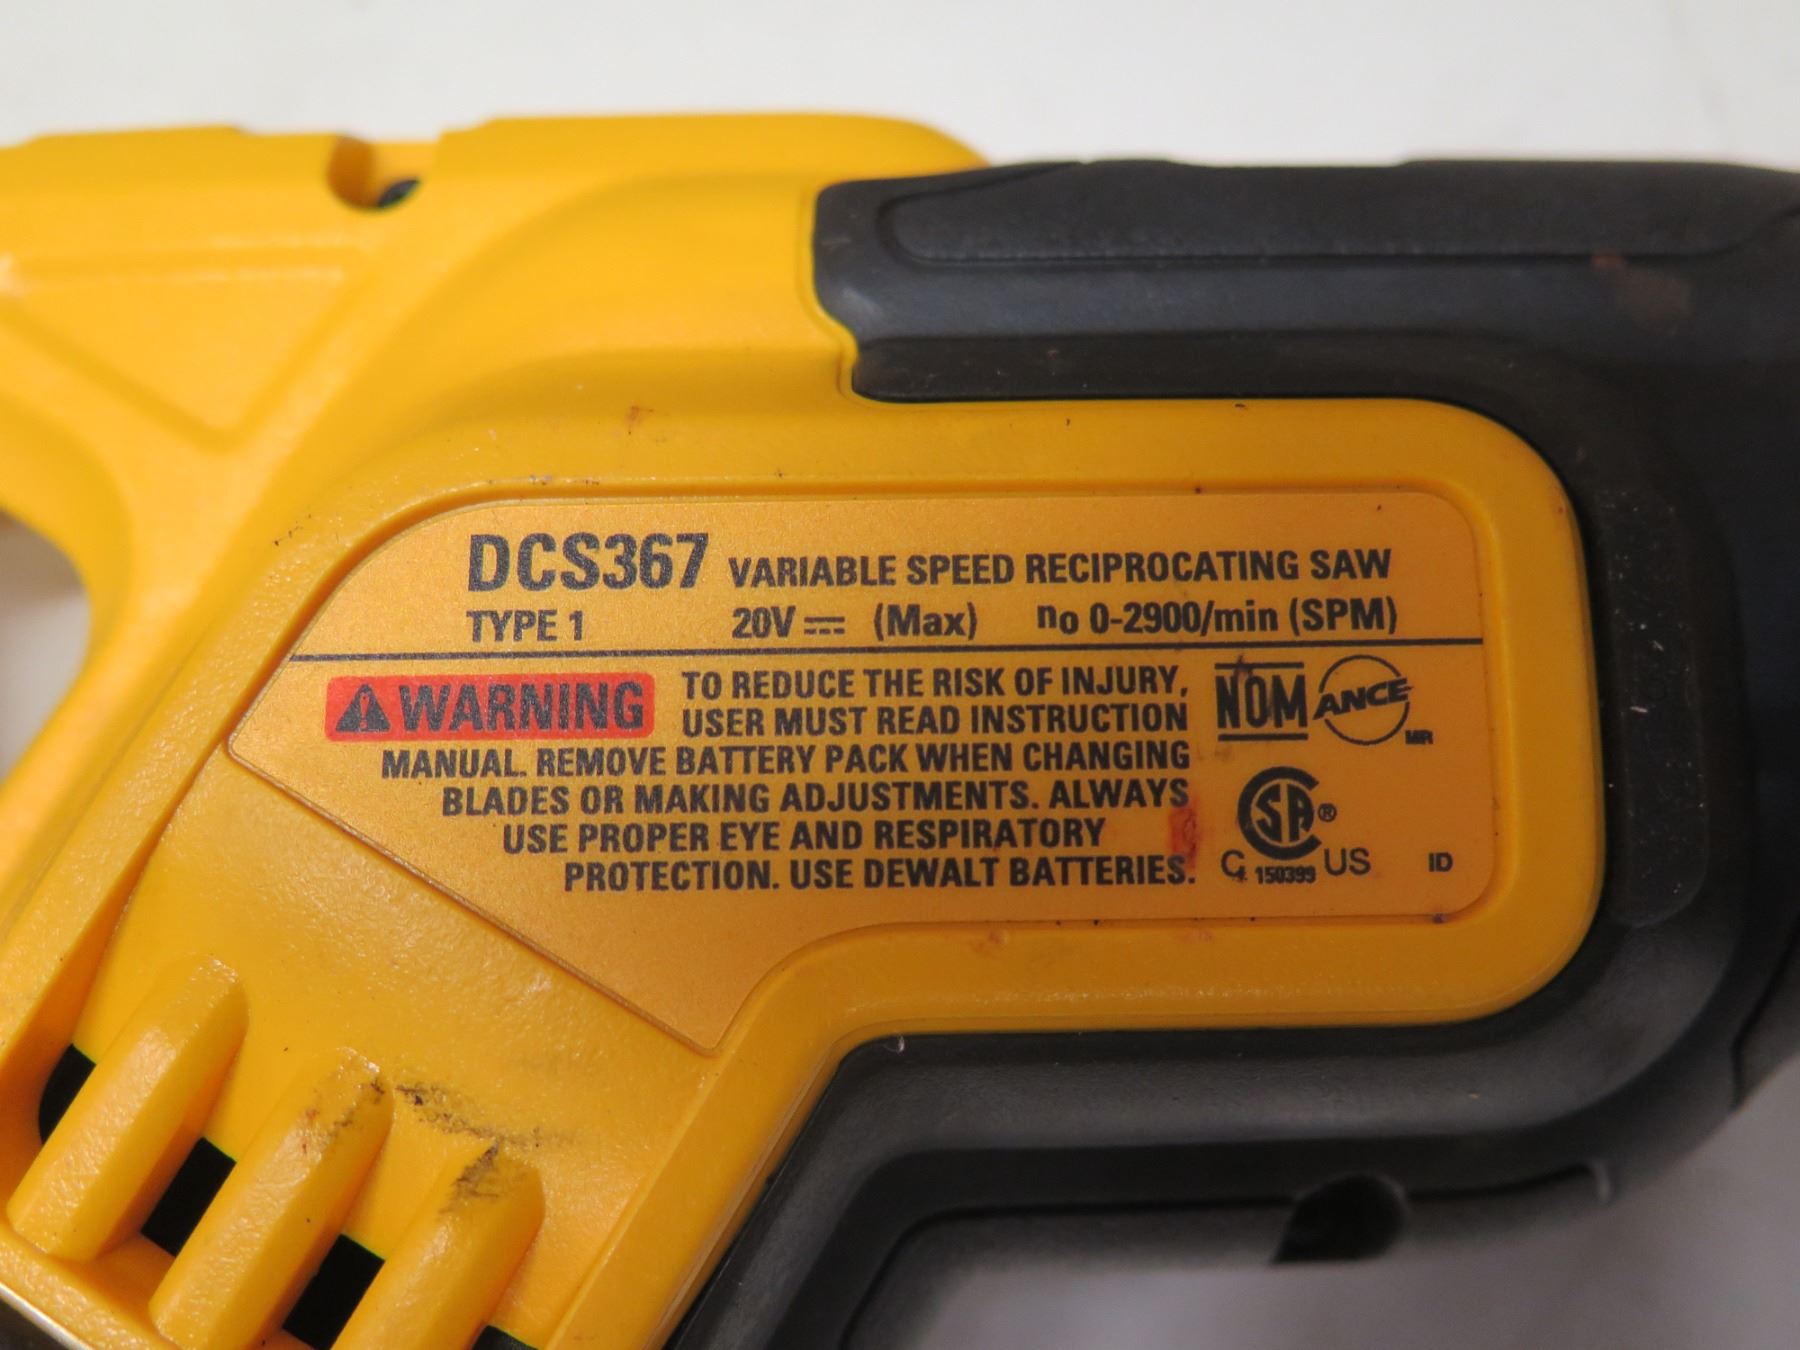 DCS367 VARIABLE SPEED RECIPROCATING SAW
TYPE 1 20V ⎓ (Max) no 0-2900/min (SPM)
WARNING TO REDUCE THE RISK OF INJURY,
USER MUST READ INSTRUCTION
MANUAL. REMOVE BATTERY PACK WHEN CHANGING
BLADES OR MAKING ADJUSTMENTS. ALWAYS
USE PROPER EYE AND RESPIRATORY
PROTECTION. USE DEWALT BATTERIES.
NOM ANCE MR
CSA®
C 150399 US ID